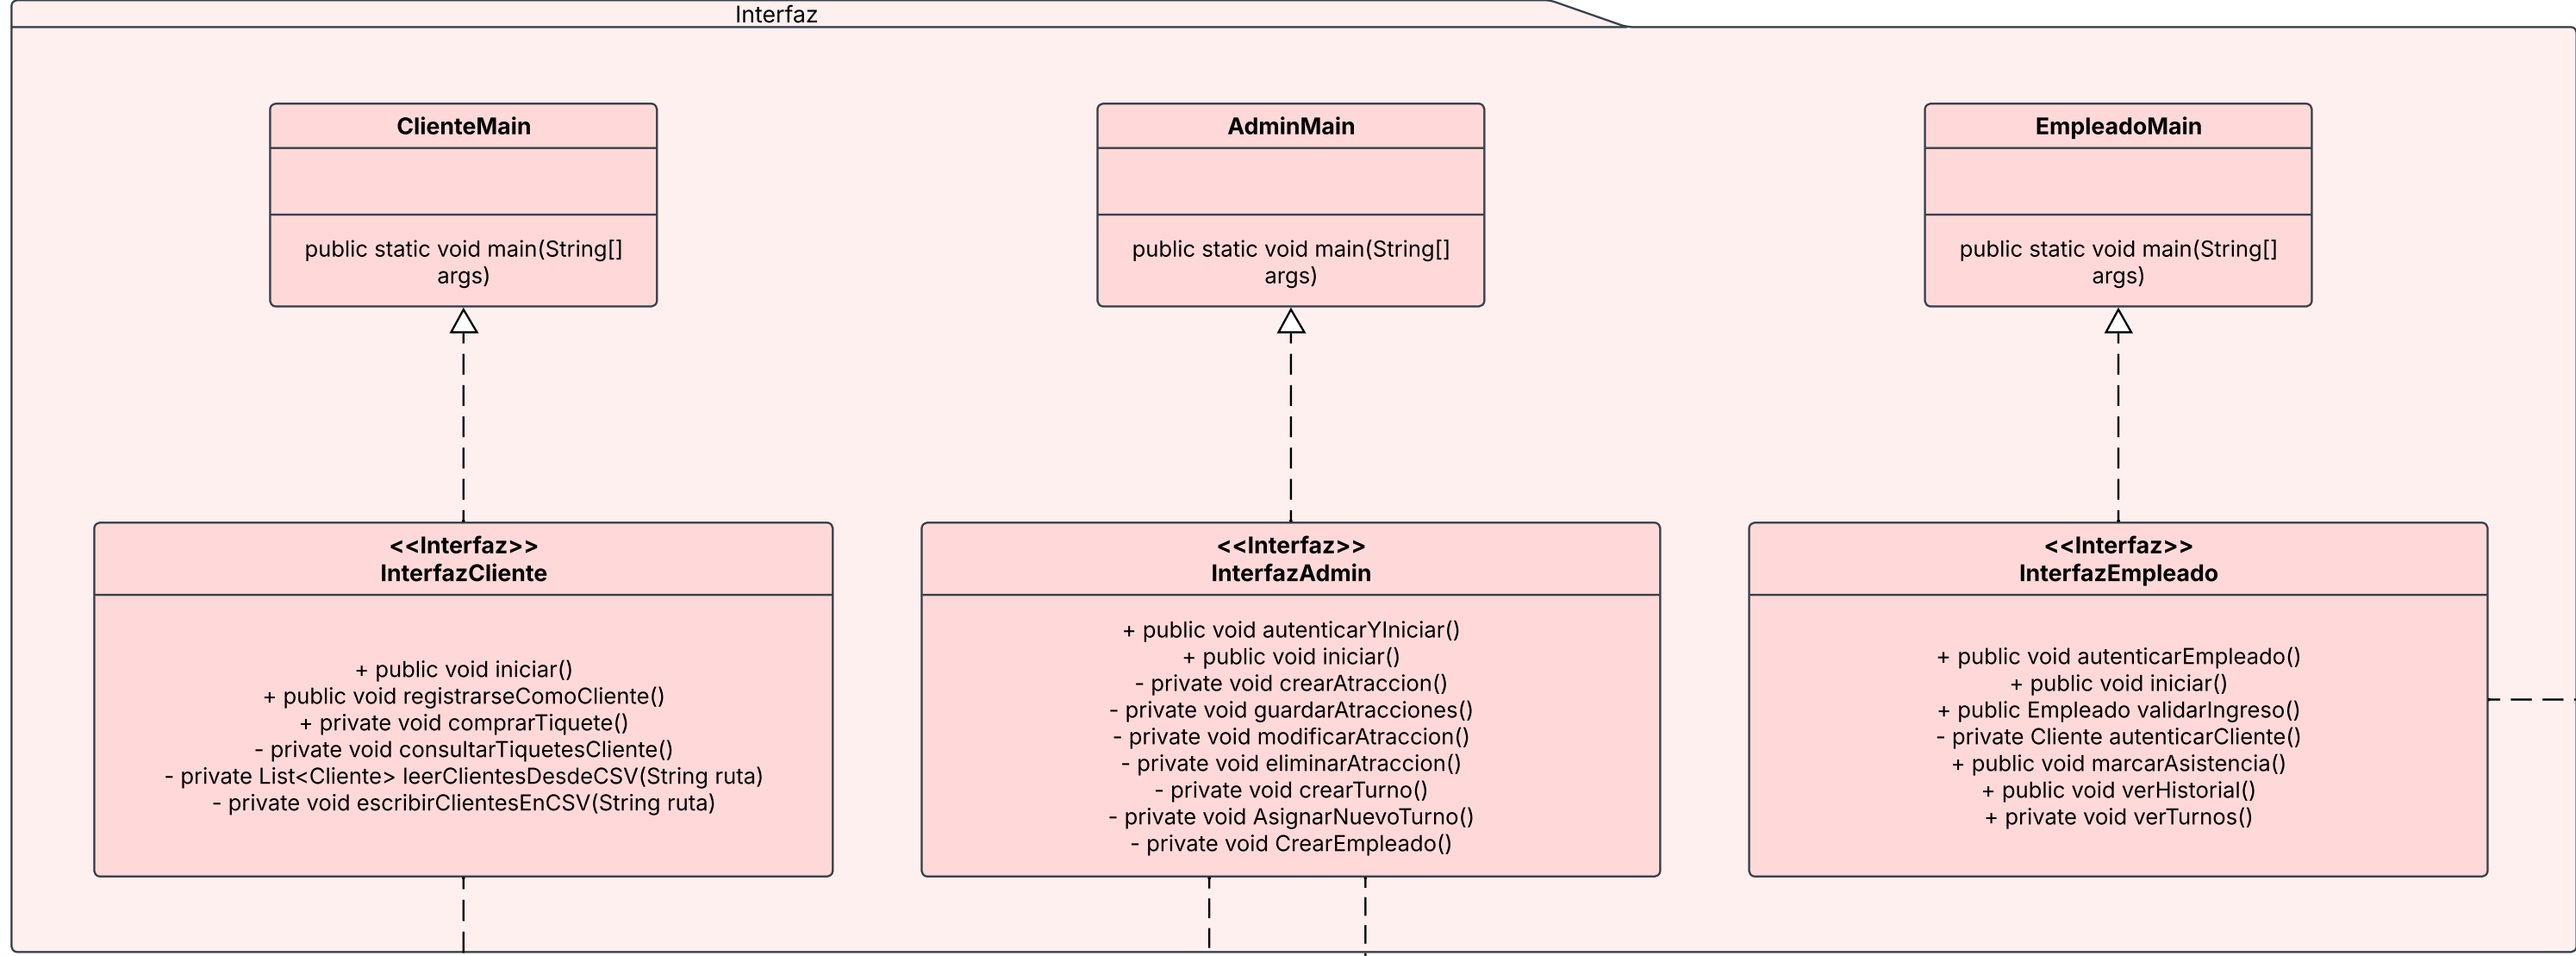 Interfaz
ClienteMain
public static void main(String[]
args)
AdminMain
public static void main(String[]
args)
EmpleadoMain
public static void main(String[]
args)
<<Interfaz>>
InterfazCliente
+ public void iniciar()
+ public void registrarseComoCliente()
+ private void comprarTiquete()
- private void consultarTiquetesCliente()
- private List<Cliente> leerClientesDesdeCSV(String ruta)
- private void escribirClientesEnCSV(String ruta)
<<Interfaz>>
InterfazAdmin
+ public void autenticarYIniciar()
+ public void iniciar()
- private void crearAtraccion()
- private void guardarAtracciones()
- private void modificarAtraccion()
- private void eliminarAtraccion()
- private void crearTurno()
- private void AsignarNuevoTurno()
- private void CrearEmpleado()
<<Interfaz>>
InterfazEmpleado
+ public void autenticarEmpleado()
+ public void iniciar()
+ public Empleado validarIngreso()
- private Cliente autenticarCliente()
+ public void marcarAsistencia()
+ public void verHistorial()
+ private void verTurnos()